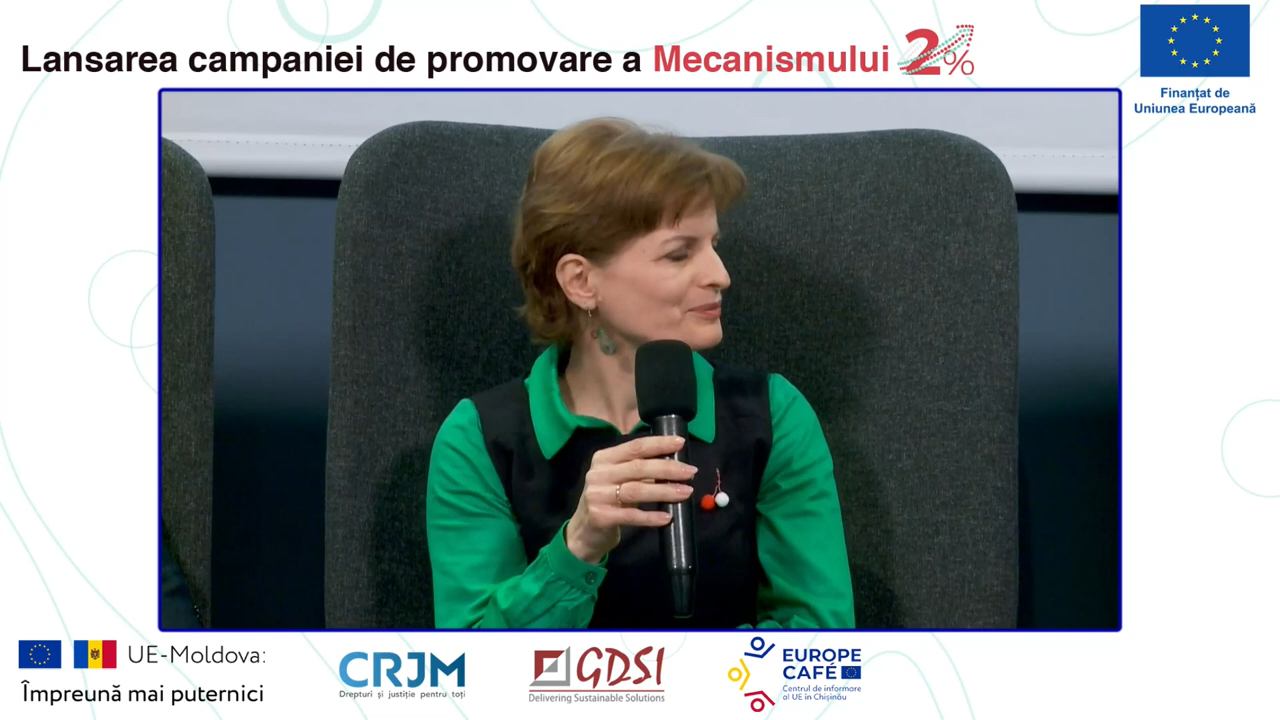 Lansarea campaniei de promovare a Mecanismului 2%
Finanțat de
Uniunea Europeană
UE-Moldova:
Împreună mai puternici
CRJM
Drepturi și justiție pentru toți
GDSI
Delivering Sustainable Solutions
EUROPE
CAFÉ
Centrul de informare
al UE în Chișinău